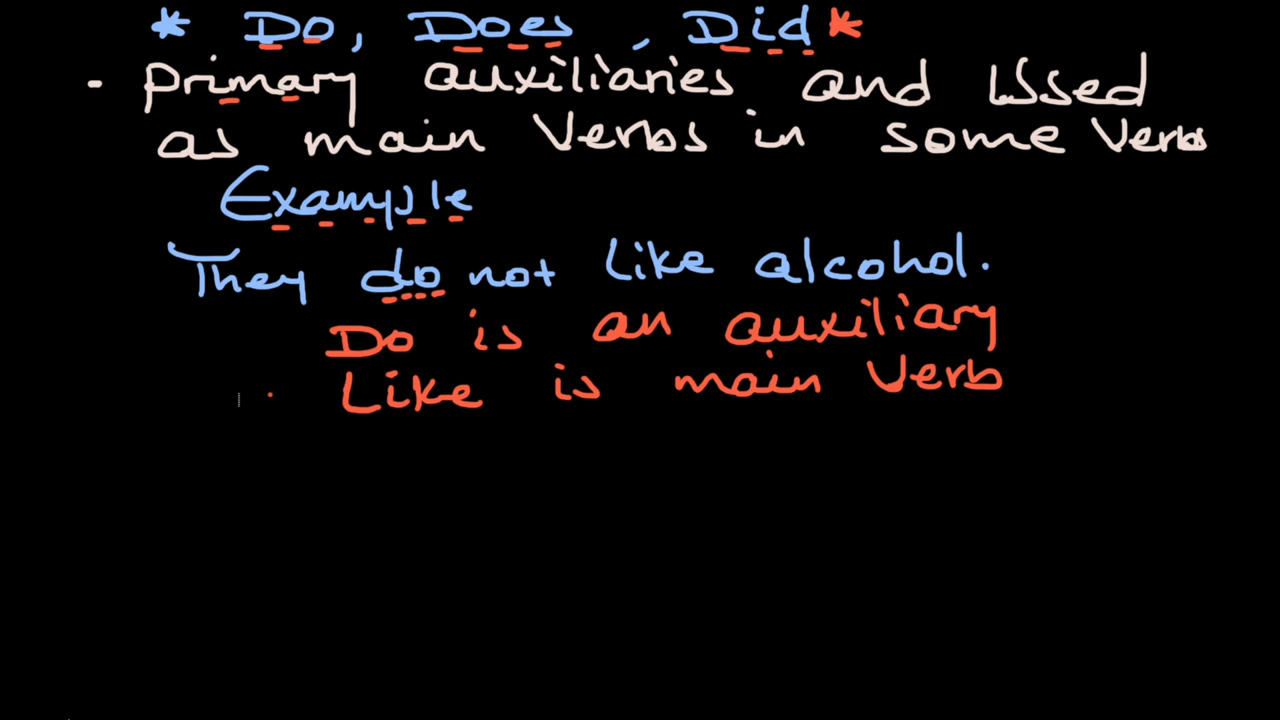 * Do, Does, Did *
- Primary auxiliaries and Used
as main Verbs in some Verbs
Example
They do not like alcohol.
Do is an auxiliary
Like is main Verb